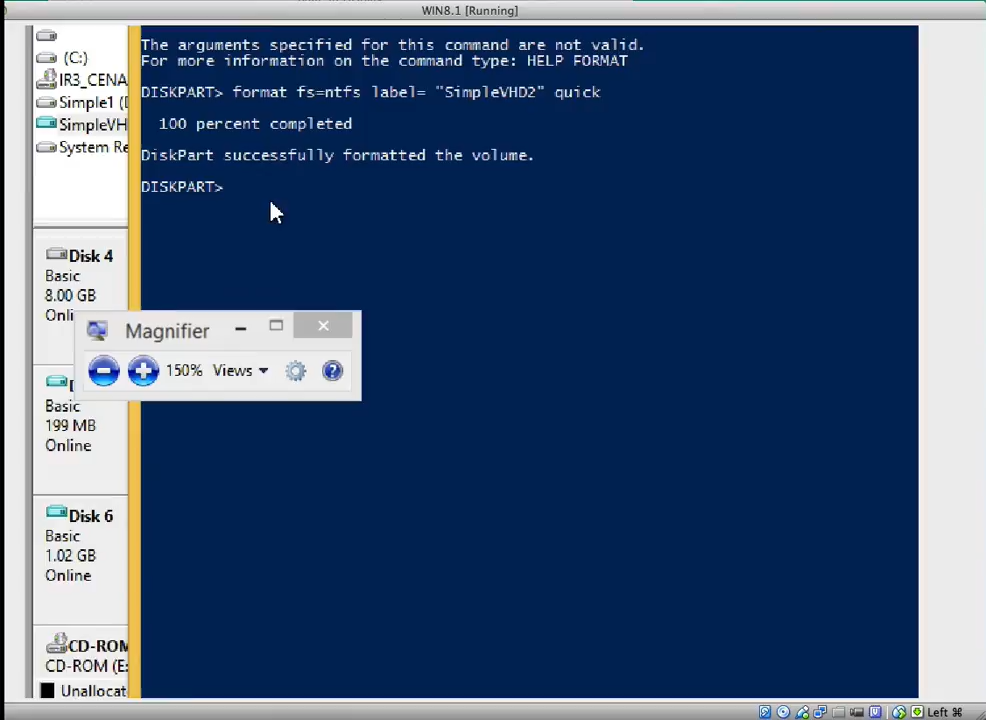 WIN8.1 [Running]
(C:)
IR3_CENA
Simple1 (
SimpleVH
System Re
The arguments specified for this command are not valid.
For more information on the command type: HELP FORMAT
DISKPART> format fs=ntfs label= "SimpleVHD2" quick
100 percent completed
DiskPart successfully formatted the volume.
DISKPART>
Disk 4
Basic
8.00 GB
Onli
Magnifier
150% Views
Basic
199 MB
Online
Disk 6
Basic
1.02 GB
Online
CD-ROM
CD-ROM (E:
Unallocat
Left ⌘